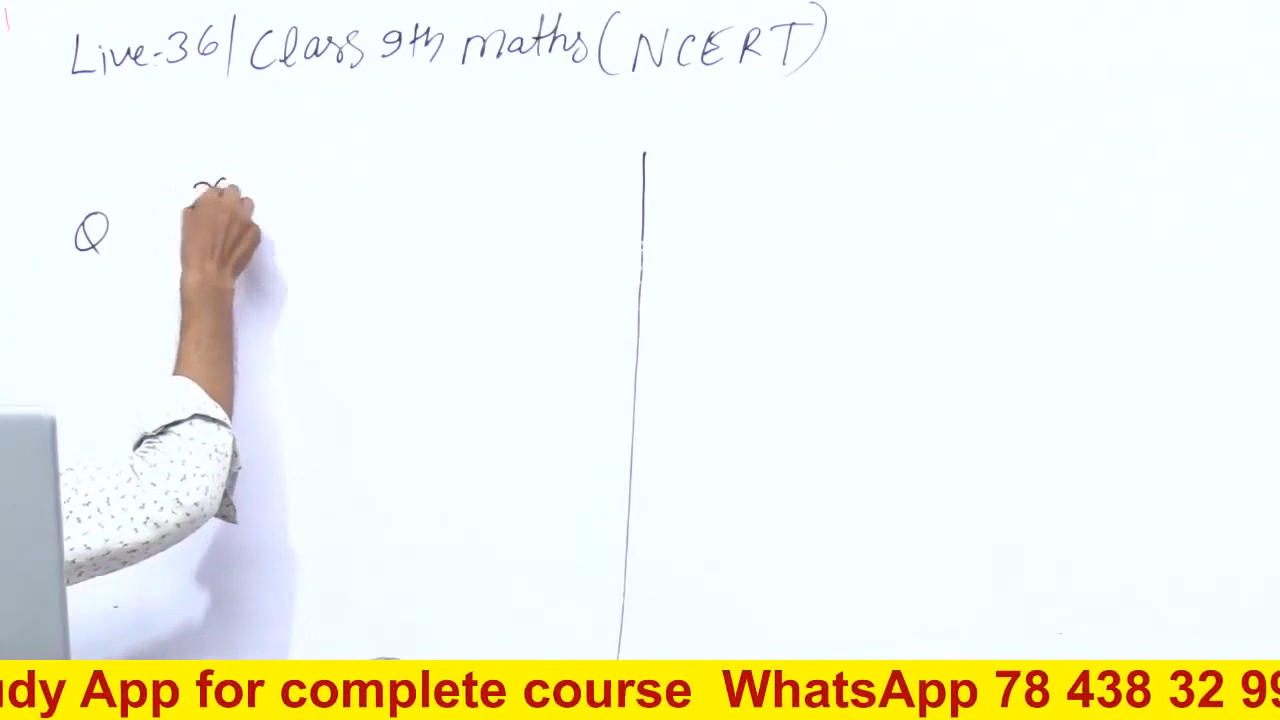 Live-36/ Class 9th maths (NCERT)
Q x
udy App for complete course WhatsApp 78 438 32 99